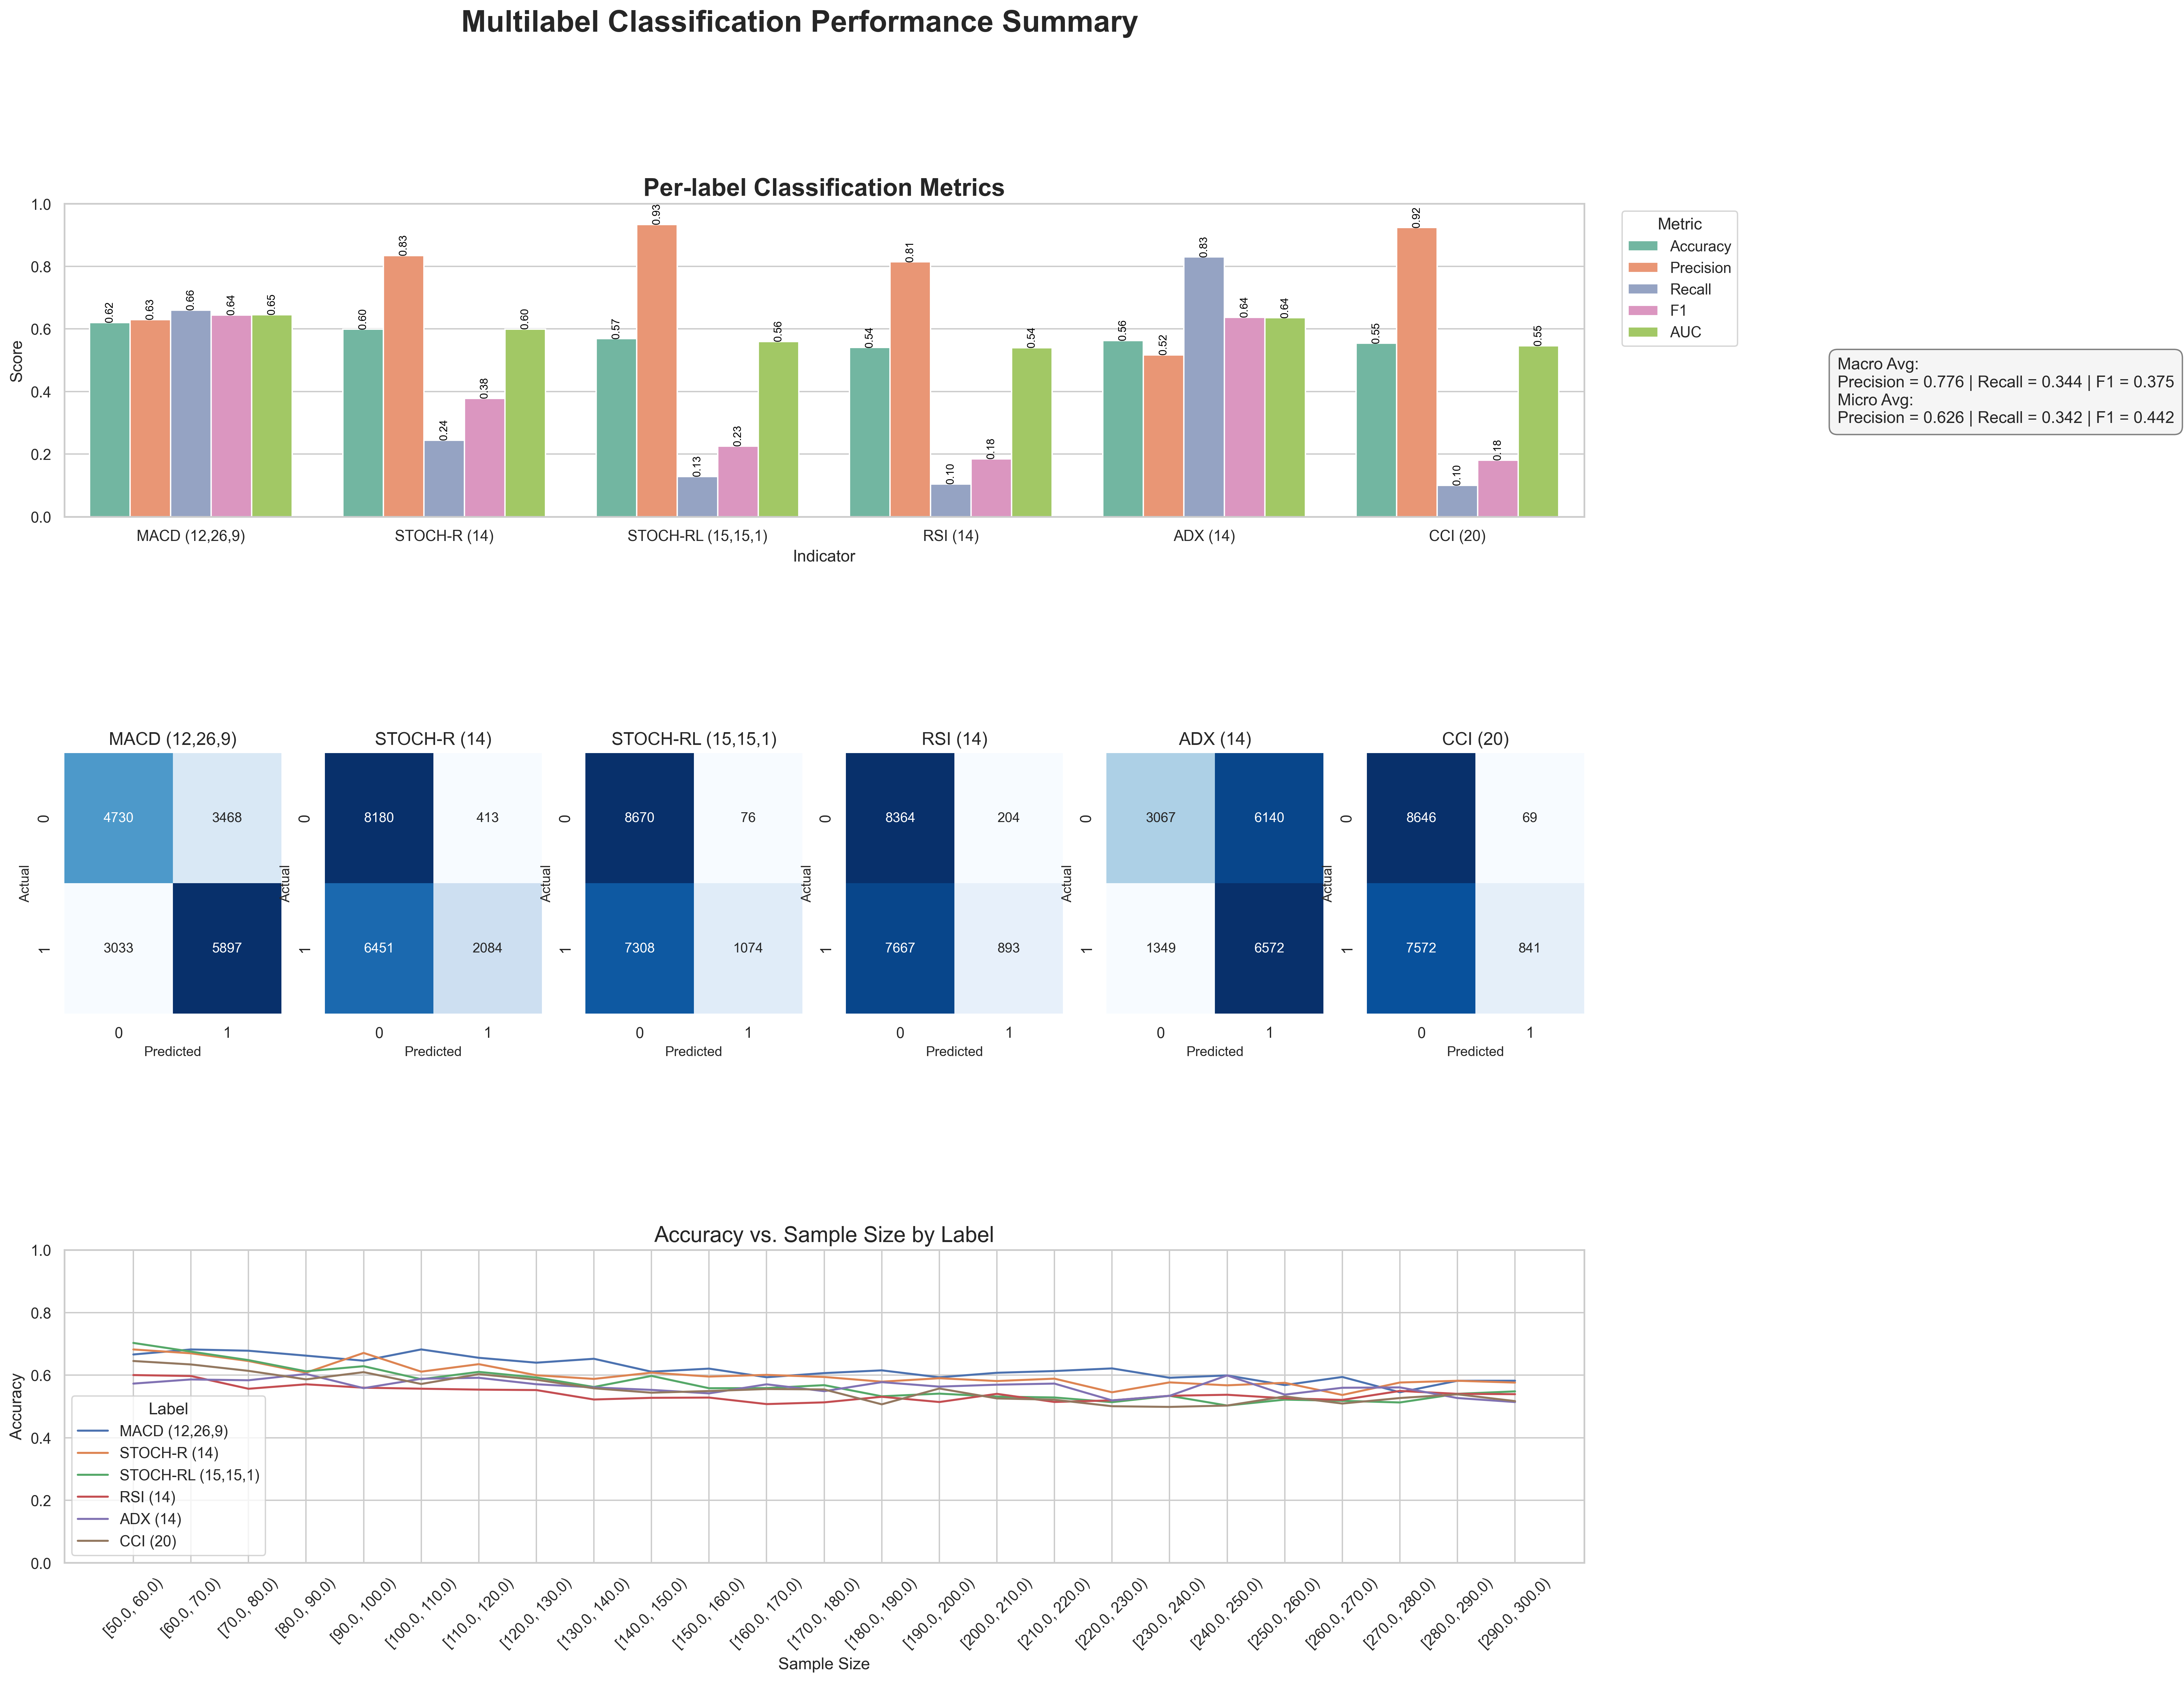 Multilabel Classification Performance Summary
Per-label Classification Metrics
Score
1.0
0.8
0.6
0.4
0.2
0.0
0.62
0.63
0.66
0.64
0.65
0.60
0.83
0.24
0.38
0.60
0.57
0.93
0.13
0.23
0.56
0.54
0.81
0.10
0.18
0.54
0.56
0.52
0.83
0.64
0.64
0.55
0.92
0.10
0.18
0.55
MACD (12,26,9)
STOCH-R (14)
STOCH-RL (15,15,1)
RSI (14)
ADX (14)
CCI (20)
Indicator
Metric
Accuracy
Precision
Recall
F1
AUC
Macro Avg:
Precision = 0.776 | Recall = 0.344 | F1 = 0.375
Micro Avg:
Precision = 0.626 | Recall = 0.342 | F1 = 0.442
MACD (12,26,9)
Actual
0
1
4730 3468
3033 5897
0 1
Predicted
STOCH-R (14)
Actual
0
1
8180 413
6451 2084
0 1
Predicted
STOCH-RL (15,15,1)
Actual
0
1
8670 76
7308 1074
0 1
Predicted
RSI (14)
Actual
0
1
8364 204
7667 893
0 1
Predicted
ADX (14)
Actual
0
1
3067 6140
1349 6572
0 1
Predicted
CCI (20)
Actual
0
1
8646 69
7572 841
0 1
Predicted
Accuracy vs. Sample Size by Label
Accuracy
1.0
0.8
0.6
0.4
0.2
0.0
Label
MACD (12,26,9)
STOCH-R (14)
STOCH-RL (15,15,1)
RSI (14)
ADX (14)
CCI (20)
[50.0, 60.0)
[60.0, 70.0)
[70.0, 80.0)
[80.0, 90.0)
[90.0, 100.0)
[100.0, 110.0)
[110.0, 120.0)
[120.0, 130.0)
[130.0, 140.0)
[140.0, 150.0)
[150.0, 160.0)
[160.0, 170.0)
[170.0, 180.0)
[180.0, 190.0)
[190.0, 200.0)
[200.0, 210.0)
[210.0, 220.0)
[220.0, 230.0)
[230.0, 240.0)
[240.0, 250.0)
[250.0, 260.0)
[260.0, 270.0)
[270.0, 280.0)
[280.0, 290.0)
[290.0, 300.0)
Sample Size